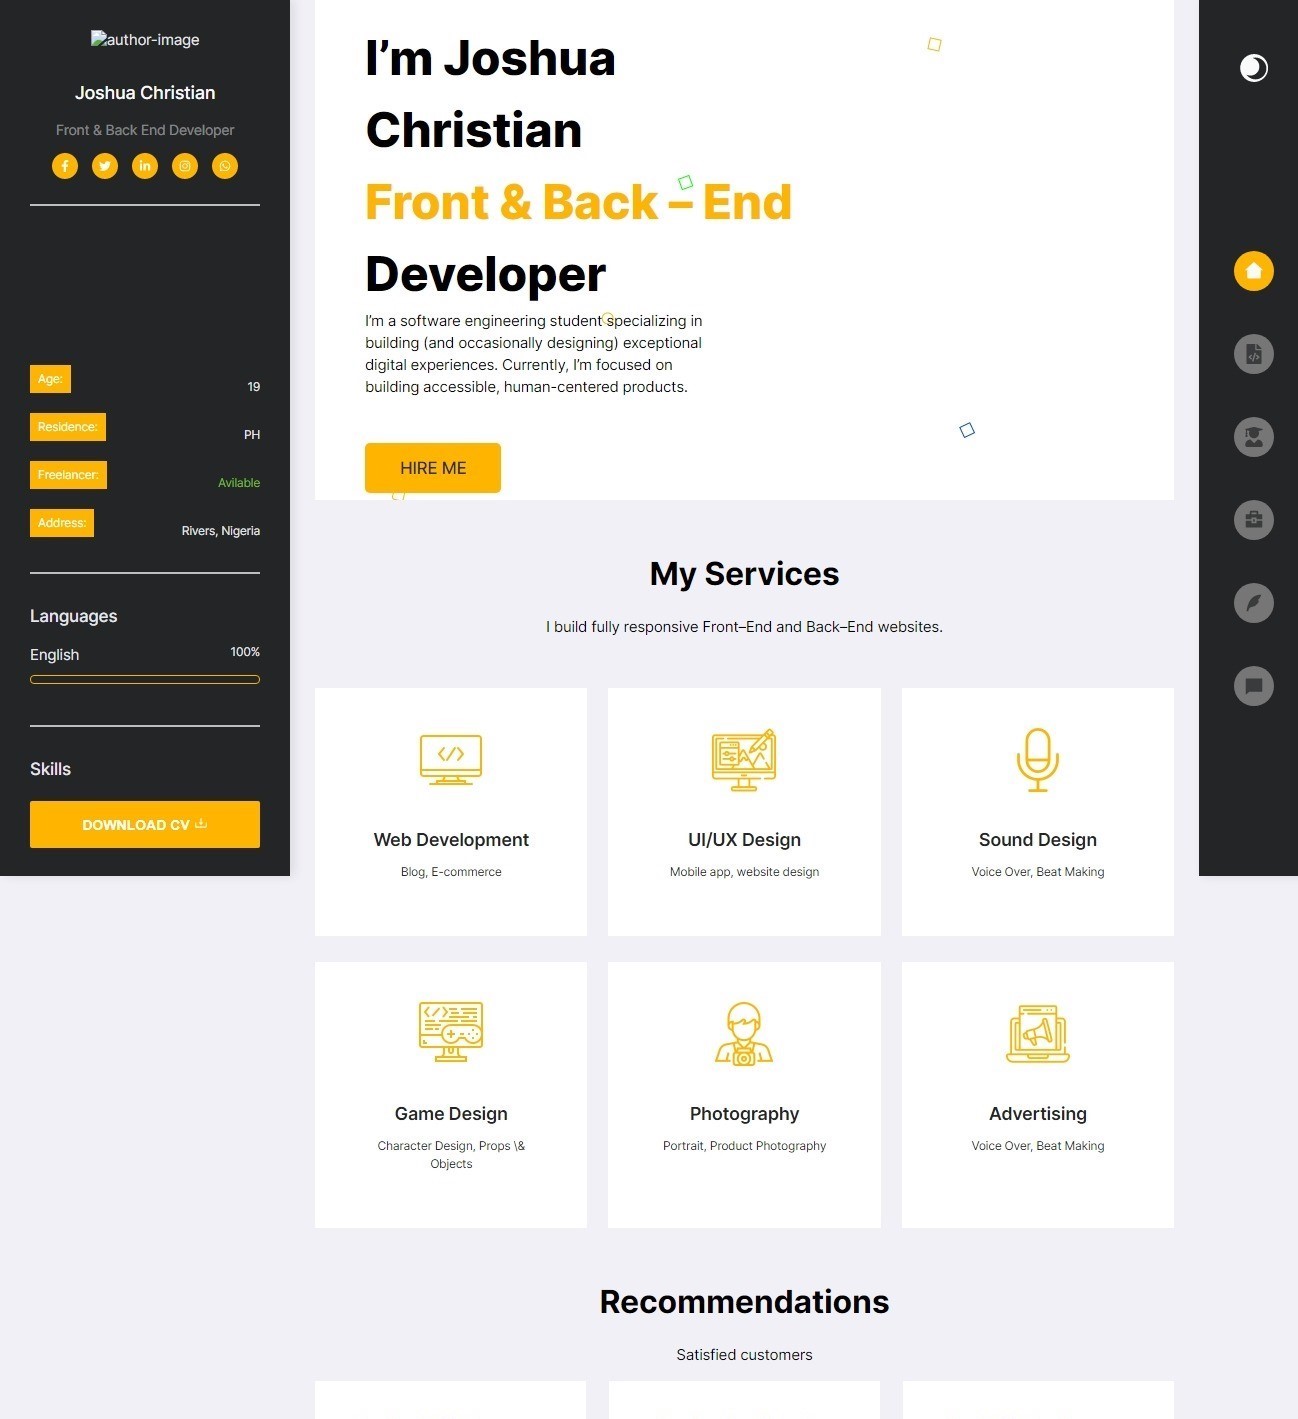 author-image
Joshua Christian
Front & Back End Developer
Age:
19
Residence:
PH
Freelancer:
Avilable
Address:
Rivers, Nigeria
Languages
English
100%
Skills
DOWNLOAD CV
I’m Joshua
Christian
Front & Back – End
Developer
I’m a software engineering student specializing in
building (and occasionally designing) exceptional
digital experiences. Currently, I’m focused on
building accessible, human-centered products.
HIRE ME
My Services
I build fully responsive Front–End and Back–End websites.
Web Development
Blog, E-commerce
UI/UX Design
Mobile app, website design
Sound Design
Voice Over, Beat Making
Game Design
Character Design, Props \&
Objects
Photography
Portrait, Product Photography
Advertising
Voice Over, Beat Making
Recommendations
Satisfied customers